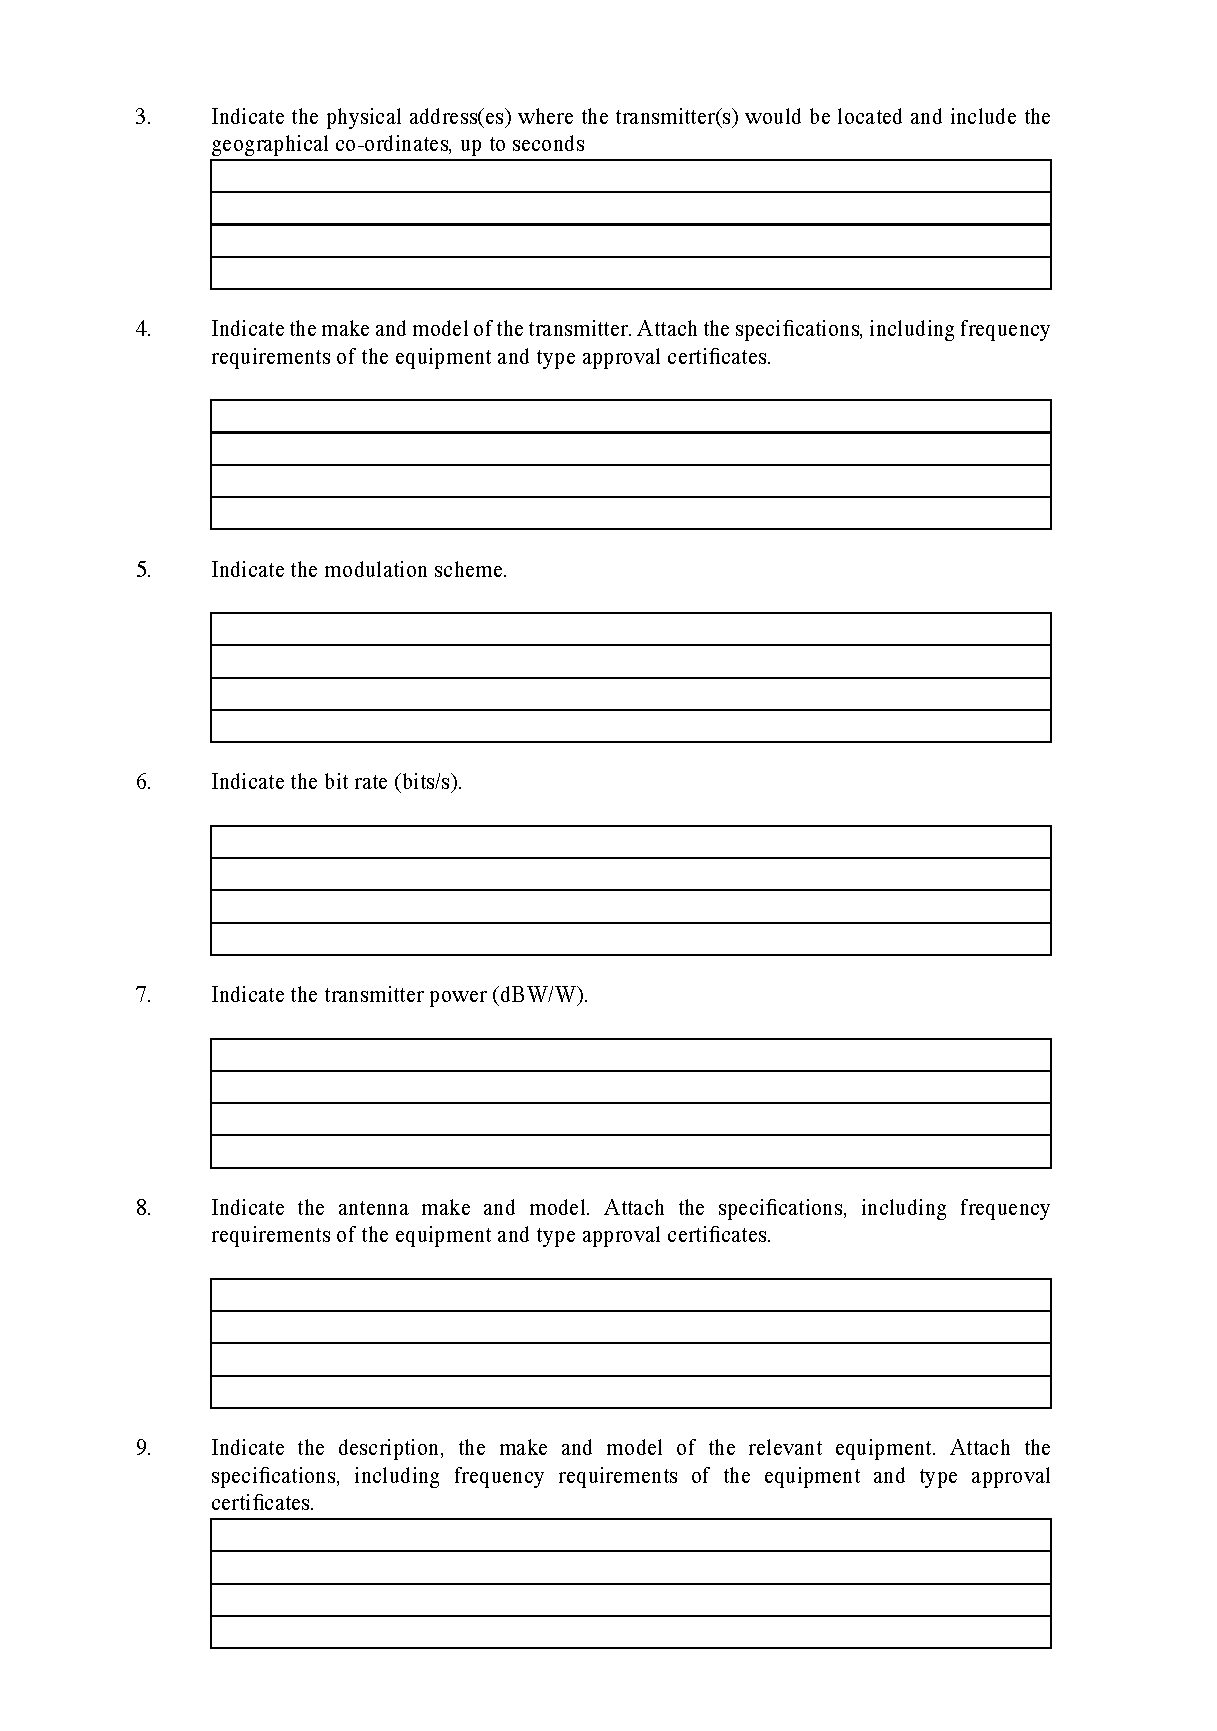 3. Indicate the physical address(es) where the transmitter(s) would be located and include the
geographical co-ordinates, up to seconds
4. Indicate the make and model of the transmitter. Attach the specifications, including frequency
requirements of the equipment and type approval certificates.
5. Indicate the modulation scheme.
6. Indicate the bit rate (bits/s).
7. Indicate the transmitter power (dBW/W).
8. Indicate the antenna make and model. Attach the specifications, including frequency
requirements of the equipment and type approval certificates.
9. Indicate the description, the make and model of the relevant equipment. Attach the
specifications, including frequency requirements of the equipment and type approval
certificates.